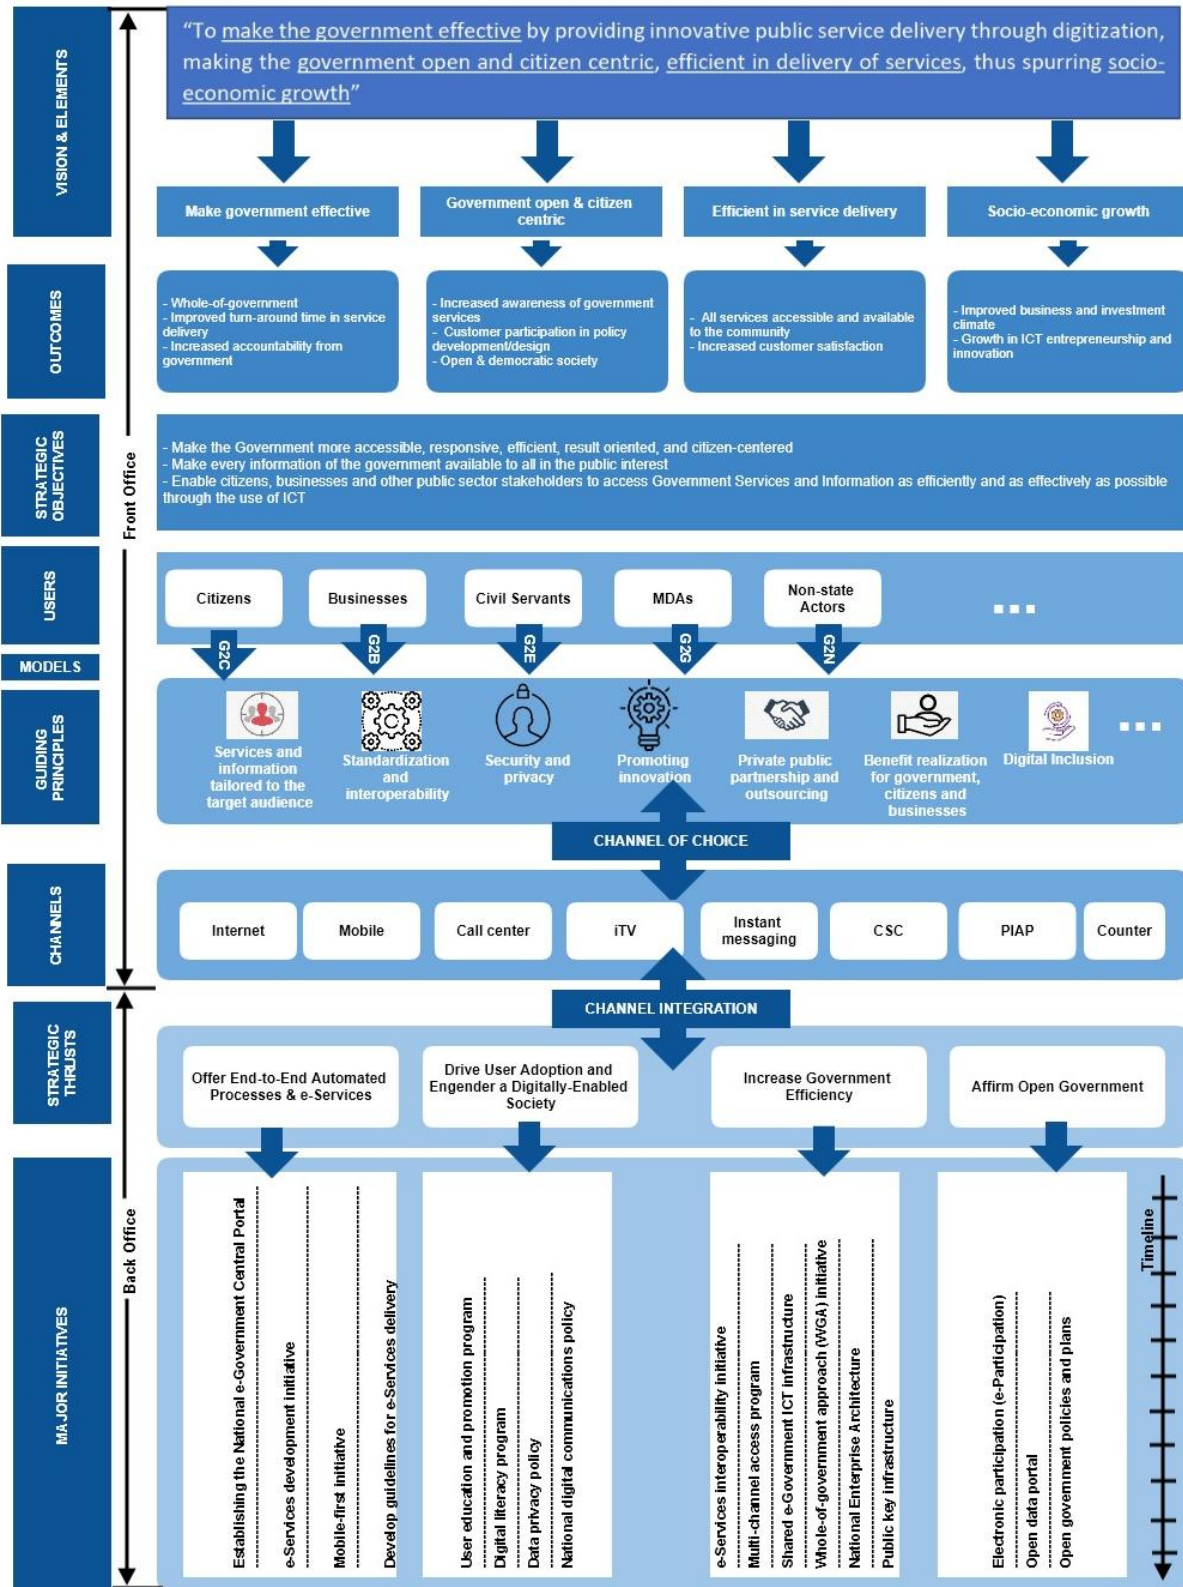 VISION & ELEMENTS
“To make the government effective by providing innovative public service delivery through digitization,
making the government open and citizen centric, efficient in delivery of services, thus spurring socio-
economic growth”
Make government effective
Government open & citizen
centric
Efficient in service delivery
Socio-economic growth
OUTCOMES
- Whole-of-government
- Improved turn-around time in service
delivery
- Increased accountability from
government
- Increased awareness of government
services
- Customer participation in policy
development/design
- Open & democratic society
- All services accessible and available
to the community
- Increased customer satisfaction
- Improved business and investment
climate
- Growth in ICT entrepreneurship and
innovation
Front Office
STRATEGIC
OBJECTIVES
- Make the Government more accessible, responsive, efficient, result oriented, and citizen-centered
- Make every information of the government available to all in the public interest
- Enable citizens, businesses and other public sector stakeholders to access Government Services and Information as efficiently and as effectively as possible
through the use of ICT
USERS
Citizens
Businesses
Civil Servants
MDAs
Non-state
Actors
...
MODELS
G2C
G2B
G2E
G2G
G2N
GUIDING
PRINCIPLES
Services and
information
tailored to the
target audience
Standardization
and
interoperability
Security and
privacy
Promoting
innovation
Private public
partnership and
outsourcing
Benefit realization
for government,
citizens and
businesses
Digital Inclusion
...
CHANNEL OF CHOICE
CHANNELS
Internet
Mobile
Call center
iTV
Instant
messaging
CSC
PIAP
Counter
CHANNEL INTEGRATION
STRATEGIC
THRUSTS
Offer End-to-End Automated
Processes & e-Services
Drive User Adoption and
Engender a Digitally-Enabled
Society
Increase Government
Efficiency
Affirm Open Government
Back Office
MAJOR INITIATIVES
Establishing the National e-Government Central Portal
e-Services development initiative
Mobile-first initiative
Develop guidelines for e-Services delivery
User education and promotion program
Digital literacy program
Data privacy policy
National digital communications policy
e-Services interoperability initiative
Multi-channel access program
Shared e-Government ICT infrastructure
Whole-of-government approach (WGA) initiative
National Enterprise Architecture
Public key infrastructure
Electronic participation (e-Participation)
Open data portal
Open government policies and plans
Timeline